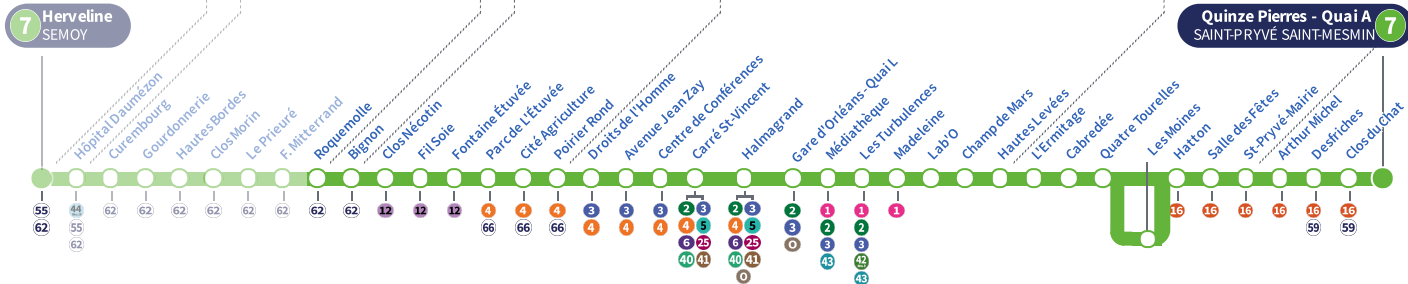 7
Herveline
SEMOY
Quinze Pierres - Quai A
SAINT-PRYVÉ SAINT-MESMIN
7
Hôpital Daumézon
Curembourg
Gourdonnerie
Hautes Bordes
Clos Morin
Le Prieuré
F. Mitterrand
Roquemolle
Bignon
Clos Nécotin
Fil Soie
Fontaine Étuvée
Parc de L'Étuvée
Cité Agriculture
Poirier Rond
Droits de l'Homme
Avenue Jean Zay
Centre de Conférences
Carré St-Vincent
Halmagrand
Gare d'Orléans - Quai L
Médiathèque
Les Turbulences
Madeleine
Lab'O
Champ de Mars
Hautes Levées
L'Ermitage
Cabredée
Quatre Tourelles
Les Moines
Hatton
Salle des Fêtes
St-Pryvé-Mairie
Arthur Michel
Desfriches
Clos du Chat
55 44 62 62 62 62 62 62 62 62 12 12 12 4 4 4 3 3 3 2 3 2 3 2 1 1 1 16 16 16 16 16 16
62 55 66 66 66 4 4 4 4 5 4 5 3 2 2 59 59
62 6 25 6 25 O 3 3
40 41 40 41 43 42
O 43